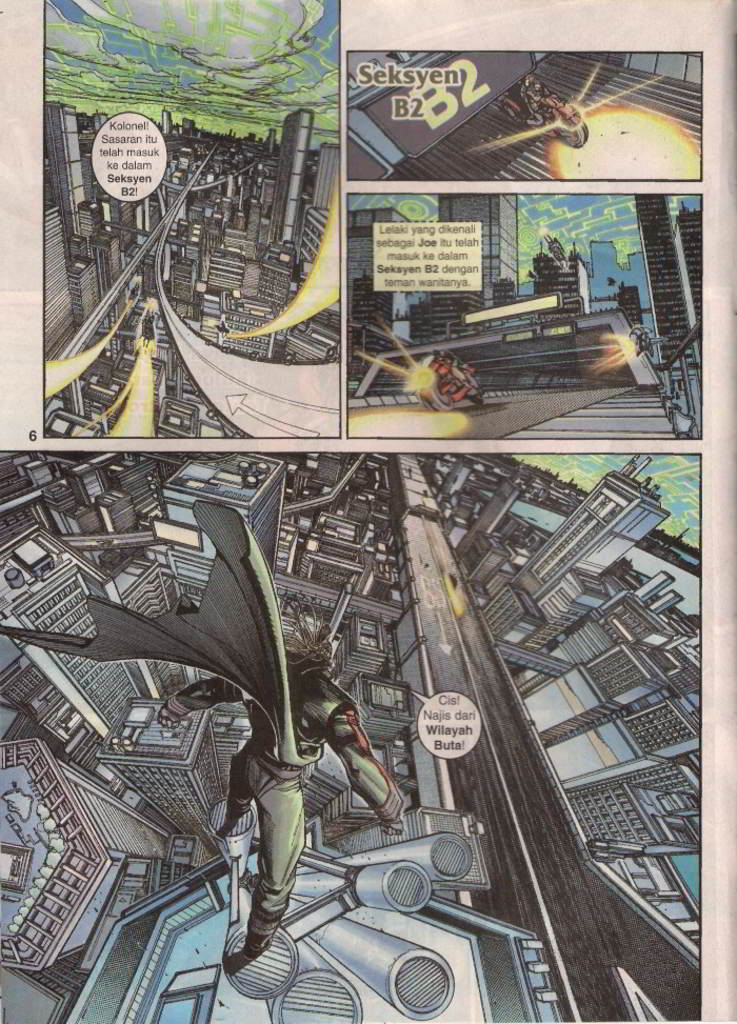 Kolonel!
Sasaran itu
telah masuk
ke dalam
Seksyen
B2!
Seksyen
B2
B2
Lelaki yang dikenali
sebagai Joe itu telah
masuk ke dalam
Seksyen B2 dengan
teman wanitanya.
6
Cis!
Najis dari
Wilayah
Buta!